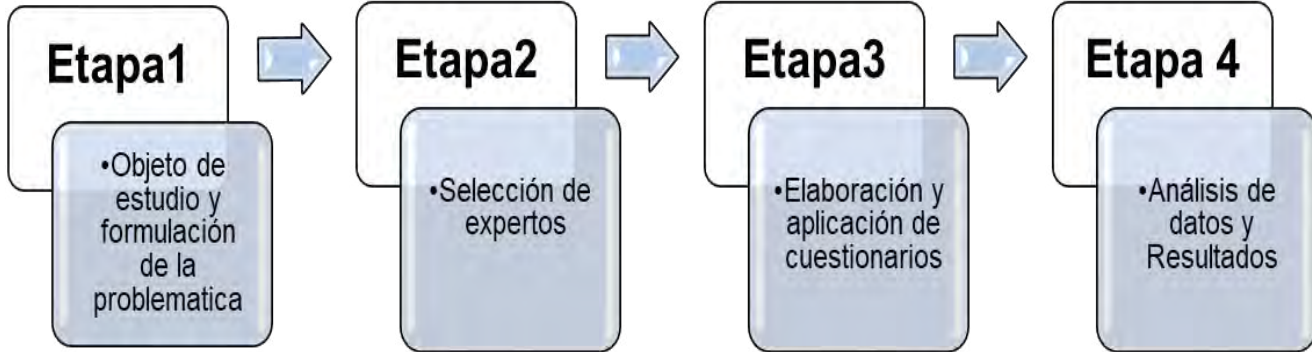 Etapa1
•Objeto de
estudio y
formulación
de la
problematica
Etapa2
•Selección de
expertos
Etapa3
•Elaboración y
aplicación de
cuestionarios
Etapa 4
•Análisis de
datos y
Resultados